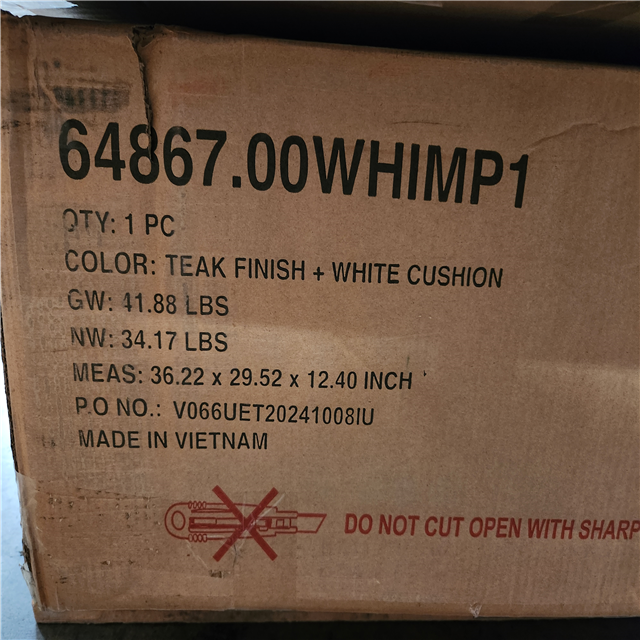 64867.00WHIMP1
QTY: 1 PC
COLOR: TEAK FINISH + WHITE CUSHION
GW: 41.88 LBS
NW: 34.17 LBS
MEAS: 36.22 x 29.52 x 12.40 INCH
P.O NO.: V066UET20241008IU
MADE IN VIETNAM
DO NOT CUT OPEN WITH SHARP